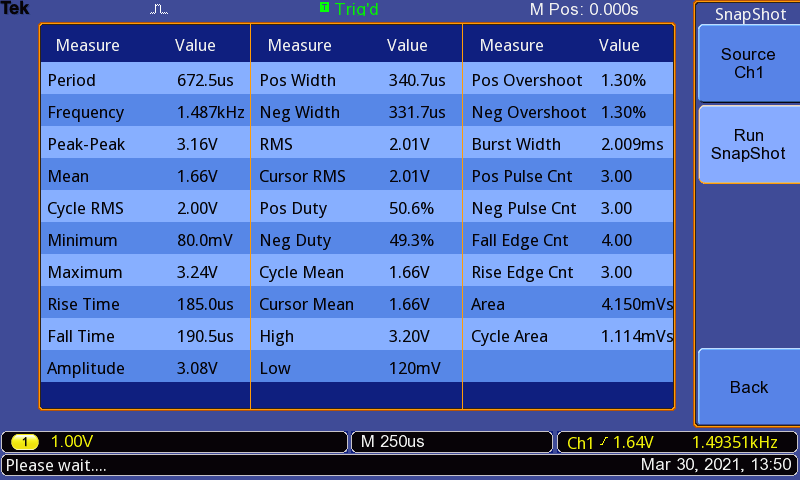 Tek Trig'd M Pos: 0.000s
SnapShot
Measure Value Measure Value Measure Value
Source
Ch1
Period 672.5us Pos Width 340.7us Pos Overshoot 1.30%
Frequency 1.487kHz Neg Width 331.7us Neg Overshoot 1.30%
Run
SnapShot
Peak-Peak 3.16V RMS 2.01V Burst Width 2.009ms
Mean 1.66V Cursor RMS 2.01V Pos Pulse Cnt 3.00
Cycle RMS 2.00V Pos Duty 50.6% Neg Pulse Cnt 3.00
Minimum 80.0mV Neg Duty 49.3% Fall Edge Cnt 4.00
Maximum 3.24V Cycle Mean 1.66V Rise Edge Cnt 3.00
Rise Time 185.0us Cursor Mean 1.66V Area 4.150mVs
Fall Time 190.5us High 3.20V Cycle Area 1.114mVs
Amplitude 3.08V Low 120mV
Back
1 1.00V M 250us Ch1 1.64V 1.49351kHz
Please wait.... Mar 30, 2021, 13:50